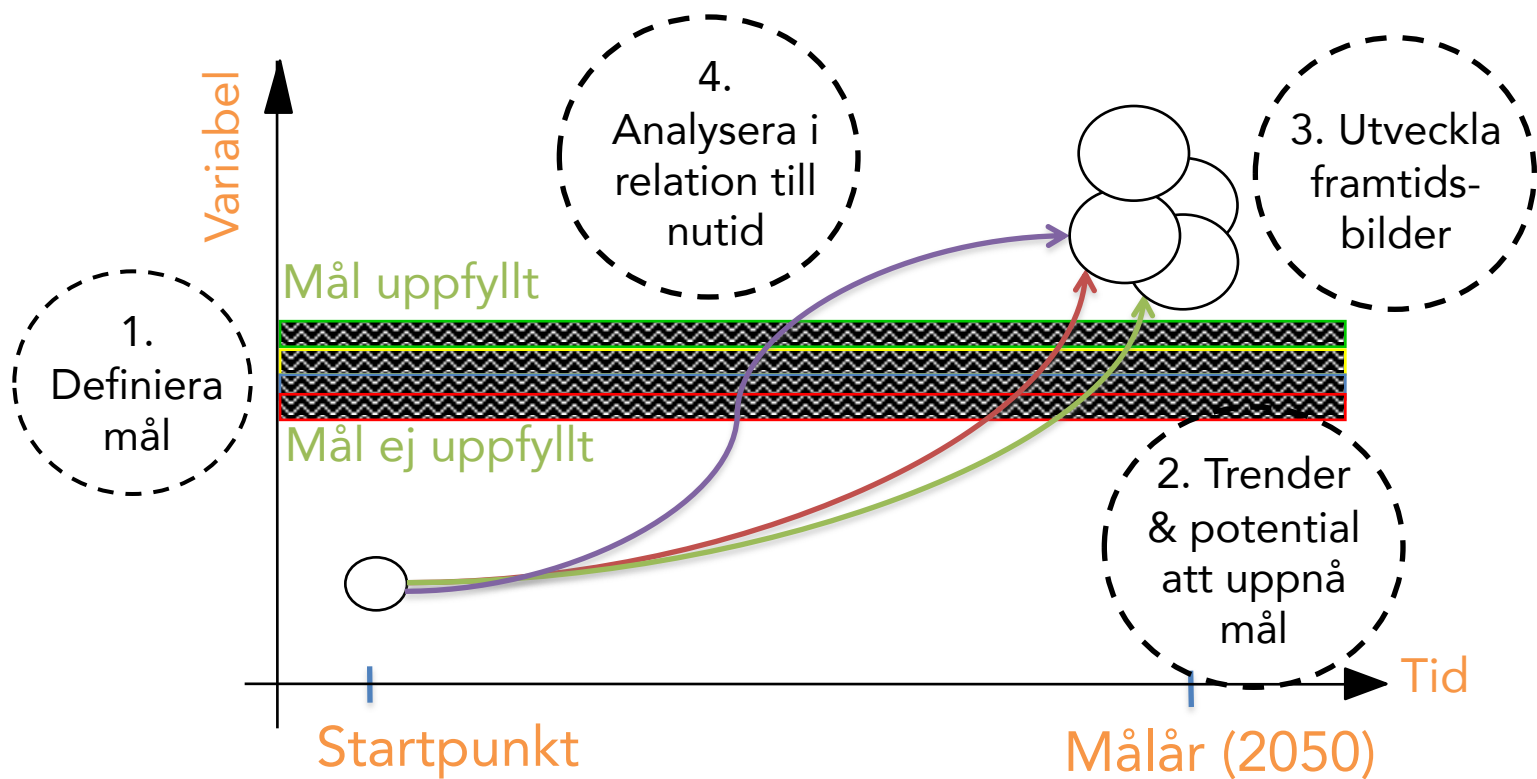 Variabel
4.
Analysera i
relation till
nutid
3. Utveckla
framtids-
bilder
Mål uppfyllt
1.
Definiera
mål
Mål ej uppfyllt
2. Trender
& potential
att uppnå
mål
Tid
Startpunkt
Målår (2050)